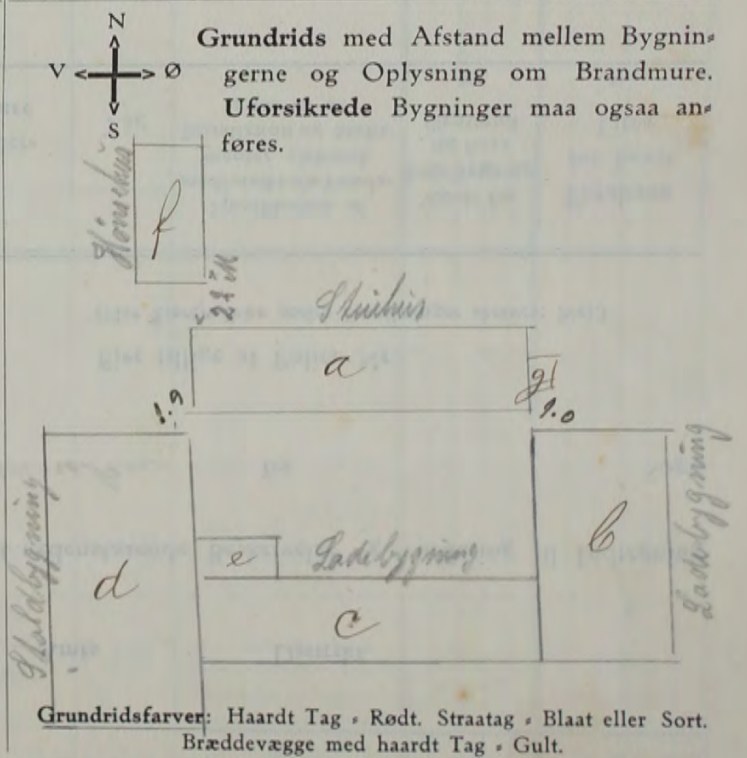 N
V Ø
S
Grundrids med Afstand mellem Bygnin-
gerne og Oplysning om Brandmure.
Uforsikrede Bygninger maa ogsaa an-
føres.
Hønsehus
f
22 M
Stuehus
a
g
1.9
1.0
Staldbygning
d
e
Ladebygning
c
b
Ladebygning
Grundridsfarver: Haardt Tag - Rødt. Straatag - Blaat eller Sort.
Bræddevægge med haardt Tag - Gult.